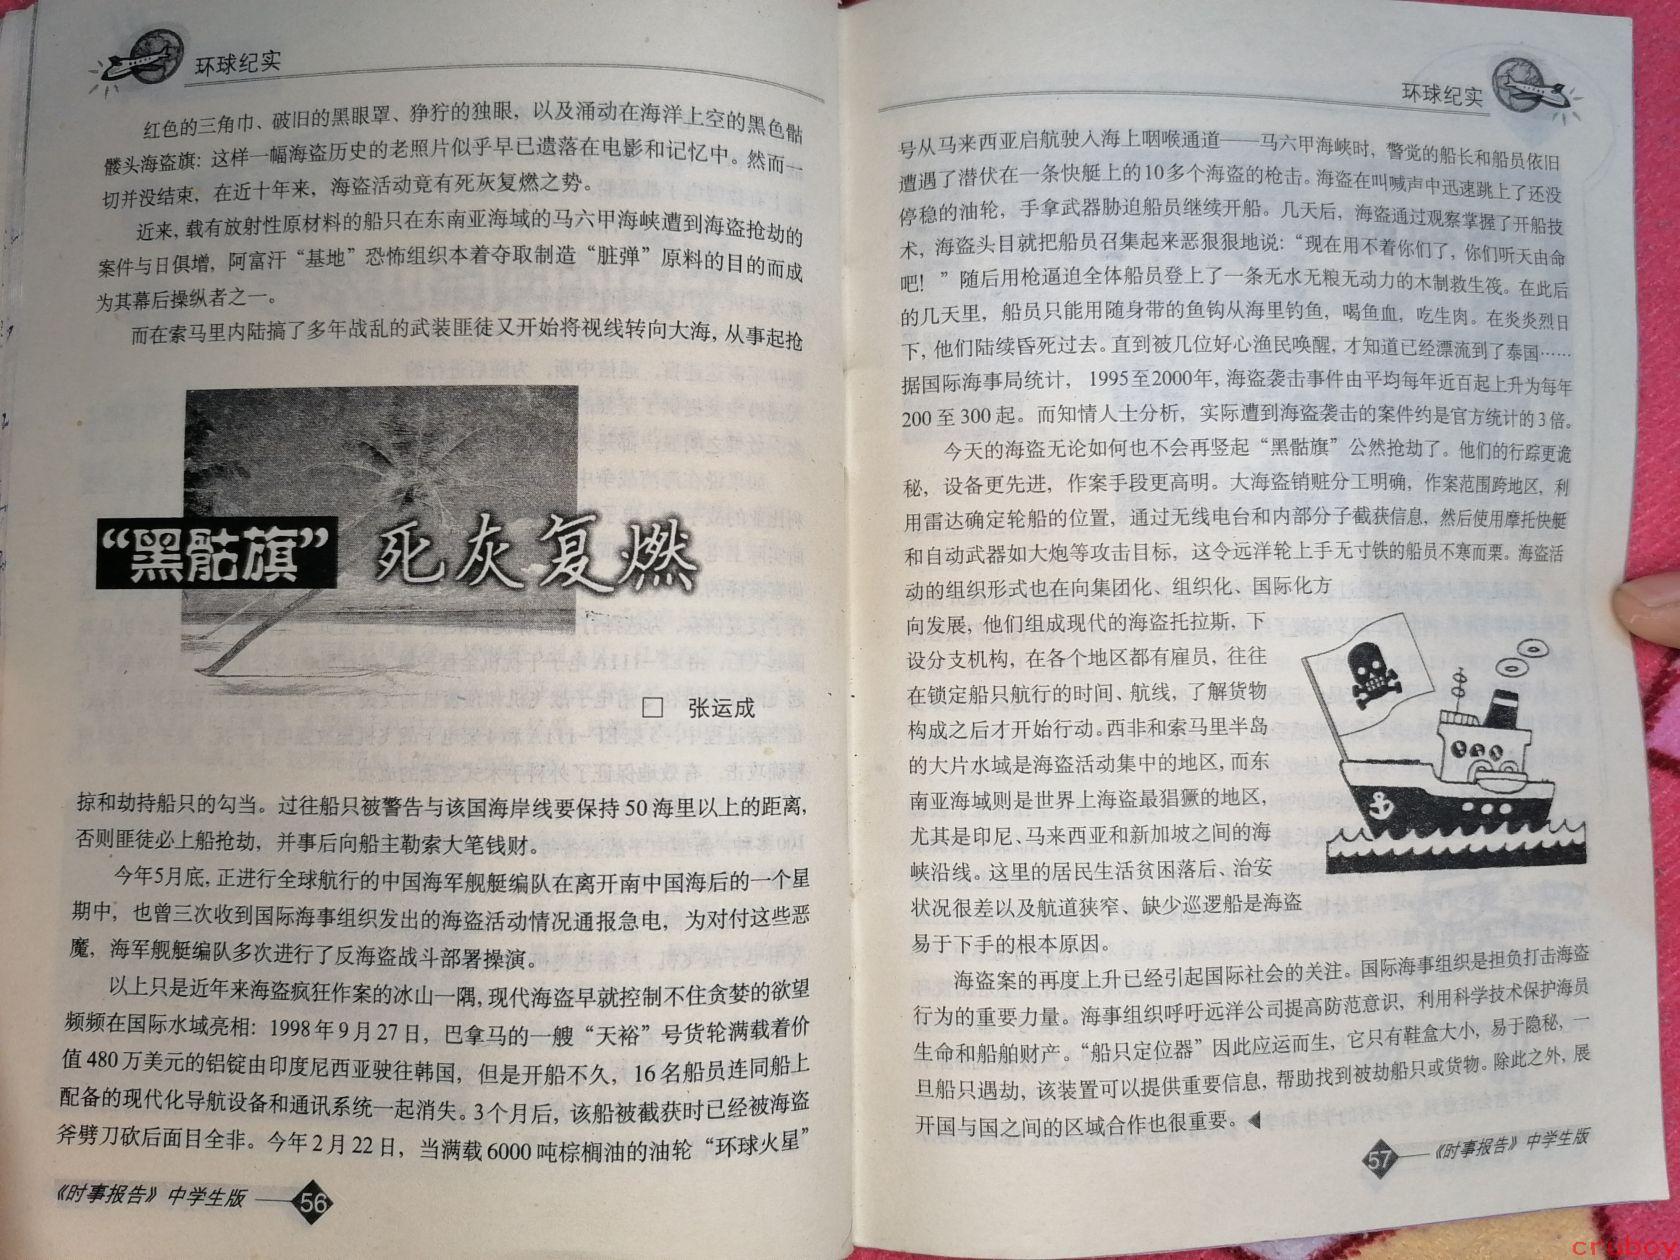 环球纪实
红色的三角巾、破旧的黑眼罩、狰狞的独眼，以及涌动在海洋上空的黑色骷
髅头海盗旗：这样一幅海盗历史的老照片似乎早已遗落在电影和记忆中。然而一
切并没结束，在近十年来，海盗活动竟有死灰复燃之势。
近来，载有放射性原材料的船只在东南亚海域的马六甲海峡遭到海盗抢劫的
案件与日俱增，阿富汗“基地”恐怖组织本着夺取制造“脏弹”原料的目的而成
为其幕后操纵者之一。
而在索马里内陆搞了多年战乱的武装匪徒又开始将视线转向大海，从事起抢
“黑骷旗”死灰复燃
□ 张运成
掠和劫持船只的勾当。过往船只被警告与该国海岸线要保持50海里以上的距离，
否则匪徒必上船抢劫，并事后向船主勒索大笔钱财。
今年5月底，正进行全球航行的中国海军舰艇编队在离开南中国海后的一个星
期中，也曾三次收到国际海事组织发出的海盗活动情况通报急电，为对付这些恶
魔，海军舰艇编队多次进行了反海盗战斗部署操演。
以上只是近年来海盗疯狂作案的冰山一隅，现代海盗早就控制不住贪婪的欲望
频频在国际水域亮相：1998年9月27日，巴拿马的一艘“天裕”号货轮满载着价
值480万美元的铝锭由印度尼西亚驶往韩国，但是开船不久，16名船员连同船上
配备的现代化导航设备和通讯系统一起消失。3个月后，该船被截获时已经被海盗
斧劈刀砍后面目全非。今年2月22日，当满载6000吨棕榈油的油轮“环球火星”
《时事报告》中学生版 56
环球纪实
号从马来西亚启航驶入海上咽喉通道——马六甲海峡时，警觉的船长和船员依旧
遭遇了潜伏在一条快艇上的10多个海盗的枪击。海盗在叫喊声中迅速跳上了还没
停稳的油轮，手拿武器胁迫船员继续开船。几天后，海盗通过观察掌握了开船技
术，海盗头目就把船员召集起来恶狠狠地说：“现在用不着你们了，你们听天由命
吧！”随后用枪逼迫全体船员登上了一条无水无粮无动力的木制救生筏。在此后
的几天里，船员只能用随身带的鱼钩从海里钓鱼，喝鱼血，吃生肉。在炎炎烈日
下，他们陆续昏死过去。直到被几位好心渔民唤醒，才知道已经漂流到了泰国……
据国际海事局统计，1995至2000年，海盗袭击事件由平均每年近百起上升为每年
200至300起。而知情人士分析，实际遭到海盗袭击的案件约是官方统计的3倍。
今天的海盗无论如何也不会再竖起“黑骷旗”公然抢劫了。他们的行踪更诡
秘，设备更先进，作案手段更高明。大海盗销赃分工明确，作案范围跨地区，利
用雷达确定轮船的位置，通过无线电台和内部分子截获信息，然后使用摩托快艇
和自动武器如大炮等攻击目标，这令远洋轮上手无寸铁的船员不寒而栗。海盗活
动的组织形式也在向集团化、组织化、国际化方
向发展，他们组成现代的海盗托拉斯，下
设分支机构，在各个地区都有雇员，往往
在锁定船只航行的时间、航线，了解货物
构成之后才开始行动。西非和索马里半岛
的大片水域是海盗活动集中的地区，而东
南亚海域则是世界上海盗最猖獗的地区，
尤其是印尼、马来西亚和新加坡之间的海
峡沿线。这里的居民生活贫困落后、治安
状况很差以及航道狭窄、缺少巡逻船是海盗
易于下手的根本原因。
海盗案的再度上升已经引起国际社会的关注。国际海事组织是担负打击海盗
行为的重要力量。海事组织呼吁远洋公司提高防范意识，利用科学技术保护海员
生命和船舶财产。“船只定位器”因此应运而生，它只有鞋盒大小，易于隐秘，一
旦船只遇劫，该装置可以提供重要信息，帮助找到被劫船只或货物。除此之外，展
开国与国之间的区域合作也很重要。◀
57 《时事报告》中学生版